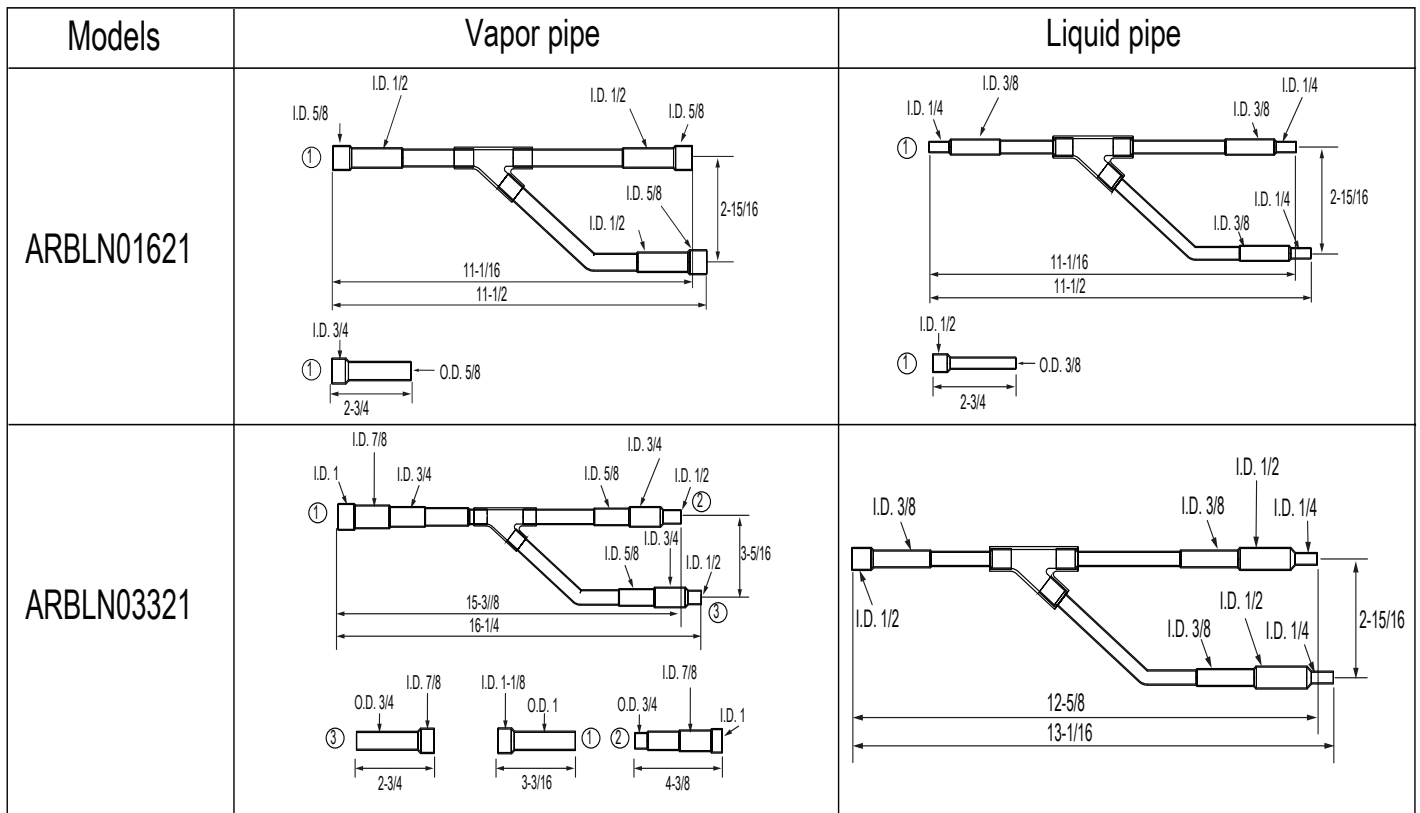 Models
Vapor pipe
Liquid pipe
ARBLN01621
I.D. 5/8
I.D. 1/2
I.D. 1/2
I.D. 5/8
①
I.D. 5/8
I.D. 1/2
2-15/16
11-1/16
11-1/2
I.D. 3/4
①
O.D. 5/8
2-3/4
I.D. 1/4
I.D. 3/8
I.D. 3/8
I.D. 1/4
①
I.D. 1/4
I.D. 3/8
2-15/16
11-1/16
11-1/2
I.D. 1/2
①
O.D. 3/8
2-3/4
ARBLN03321
I.D. 7/8
I.D. 1
I.D. 3/4
I.D. 5/8
I.D. 3/4
I.D. 1/2
①
②
I.D. 5/8
I.D. 3/4
I.D. 1/2
3-5/16
③
15-3//8
16-1/4
O.D. 3/4
I.D. 7/8
③
2-3/4
I.D. 1-1/8
O.D. 1
①
3-3/16
I.D. 7/8
O.D. 3/4
I.D. 1
②
4-3/8
I.D. 3/8
I.D. 3/8
I.D. 1/2
I.D. 1/4
I.D. 1/2
I.D. 3/8
I.D. 1/2
I.D. 1/4
2-15/16
12-5/8
13-1/16